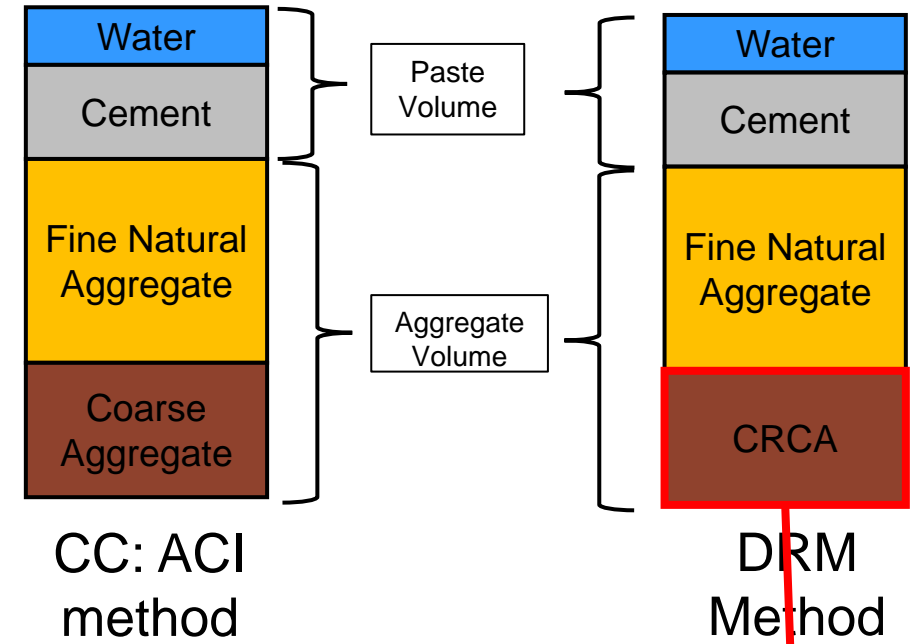 Water
Cement
Fine Natural
Aggregate
Coarse
Aggregate
CC: ACI
method
Paste
Volume
Aggregate
Volume
Water
Cement
Fine Natural
Aggregate
CRCA
DRM
Method